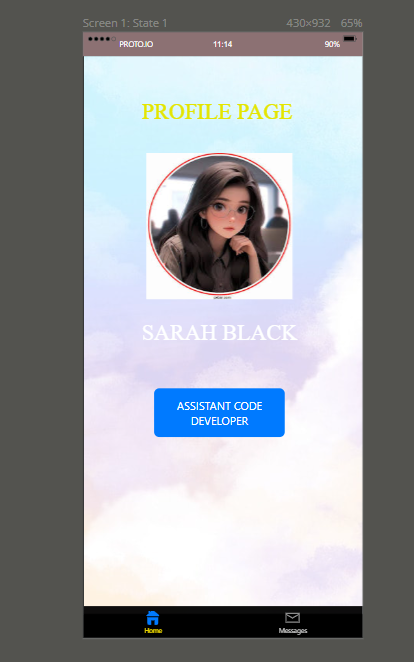 Screen 1: State 1 430×932 65%
PROTO.IO 11:14 90%
PROFILE PAGE
SARAH BLACK
ASSISTANT CODE
DEVELOPER
Home Messages